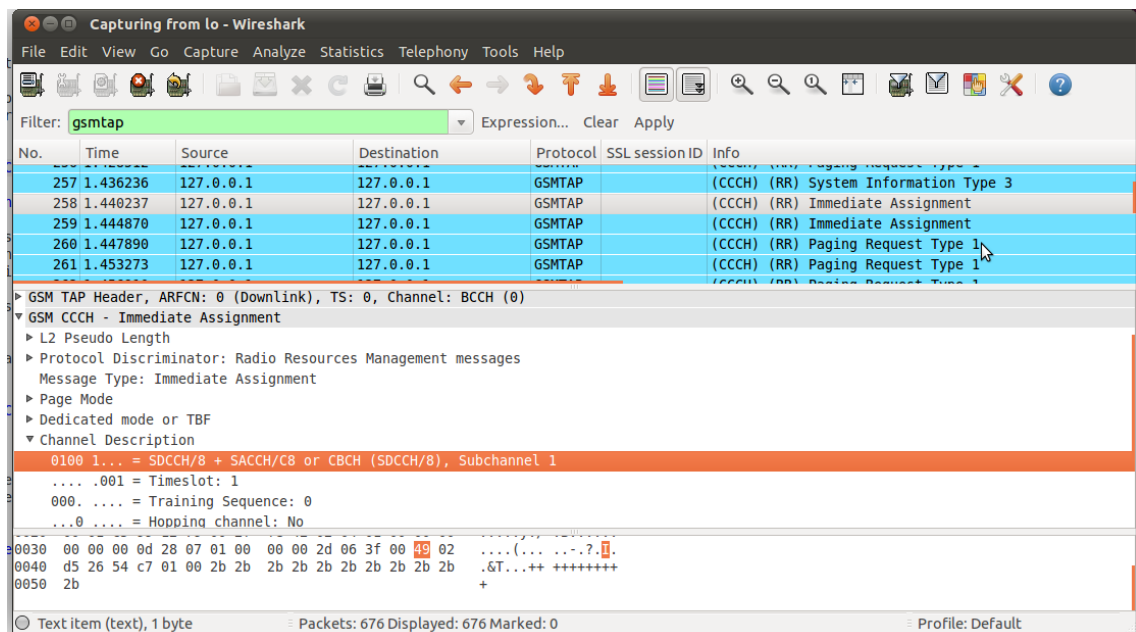 Capturing from lo - Wireshark
File Edit View Go Capture Analyze Statistics Telephony Tools Help
Filter: gsmtap Expression... Clear Apply
No. Time Source Destination Protocol SSL session ID Info
257 1.436236 127.0.0.1 127.0.0.1 GSMTAP (CCCH) (RR) System Information Type 3
258 1.440237 127.0.0.1 127.0.0.1 GSMTAP (CCCH) (RR) Immediate Assignment
259 1.444870 127.0.0.1 127.0.0.1 GSMTAP (CCCH) (RR) Immediate Assignment
260 1.447890 127.0.0.1 127.0.0.1 GSMTAP (CCCH) (RR) Paging Request Type 1
261 1.453273 127.0.0.1 127.0.0.1 GSMTAP (CCCH) (RR) Paging Request Type 1
GSM TAP Header, ARFCN: 0 (Downlink), TS: 0, Channel: BCCH (0)
GSM CCCH - Immediate Assignment
L2 Pseudo Length
Protocol Discriminator: Radio Resources Management messages
Message Type: Immediate Assignment
Page Mode
Dedicated mode or TBF
Channel Description
0100 1... = SDCCH/8 + SACCH/C8 or CBCH (SDCCH/8), Subchannel 1
.... .001 = Timeslot: 1
000. .... = Training Sequence: 0
...0 .... = Hopping channel: No
0030 00 00 00 0d 28 07 01 00 00 00 2d 06 3f 00 49 02 ....(... ..-.?.I.
0040 d5 26 54 c7 01 00 2b 2b 2b 2b 2b 2b 2b 2b 2b 2b .&T...++ ++++++++
0050 2b +
Text item (text), 1 byte Packets: 676 Displayed: 676 Marked: 0 Profile: Default